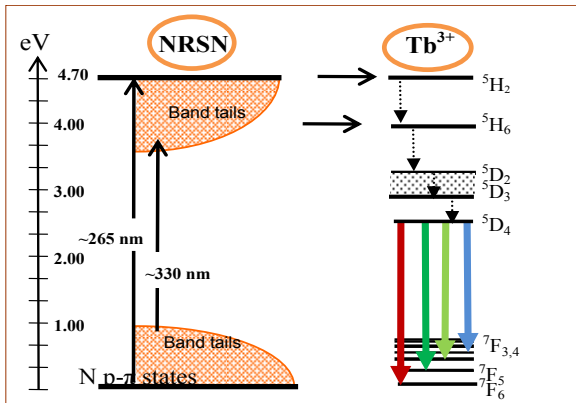 eV
NRSN
Tb³⁺
4.70
4.00
3.00
2.00
1.00
Band tails
~265 nm
~330 nm
Band tails
N p-π states
⁵H₂
⁵H₆
⁵D₂
⁵D₃
⁵D₄
⁷F₃,₄
⁷F₅
⁷F₆